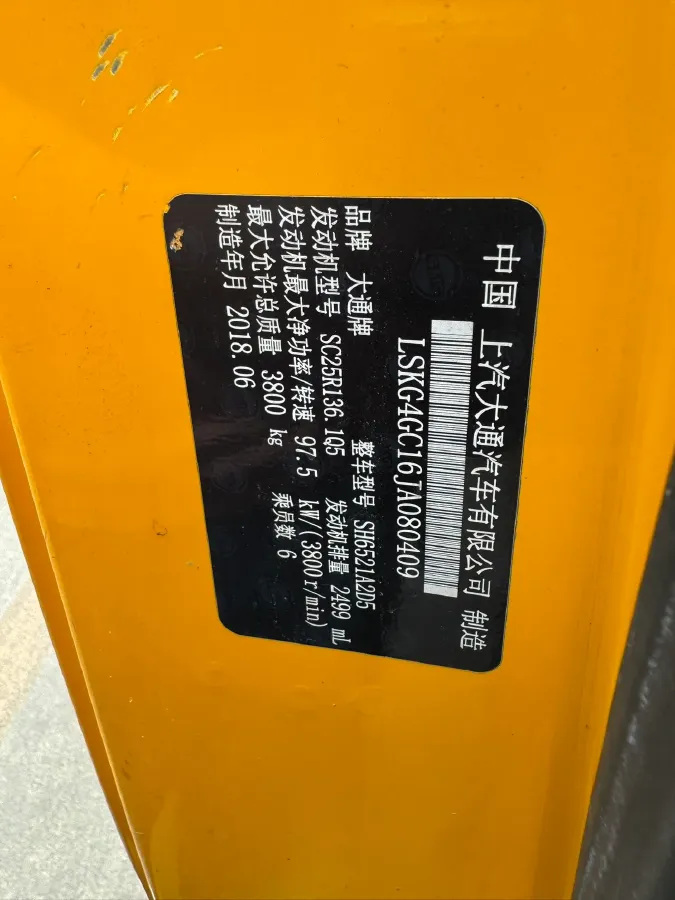 中国 上汽大通汽车有限公司 制造
LSKG4GC16JA080409
品牌 大通牌 整车型号 SH6521A2D5
发动机型号 SC25R136.1Q5 发动机排量 2499 mL
发动机最大净功率/转速 97.5 kW/(3800r/min)
最大允许总质量 3800 kg 乘员数 6
制造年月 2018.06